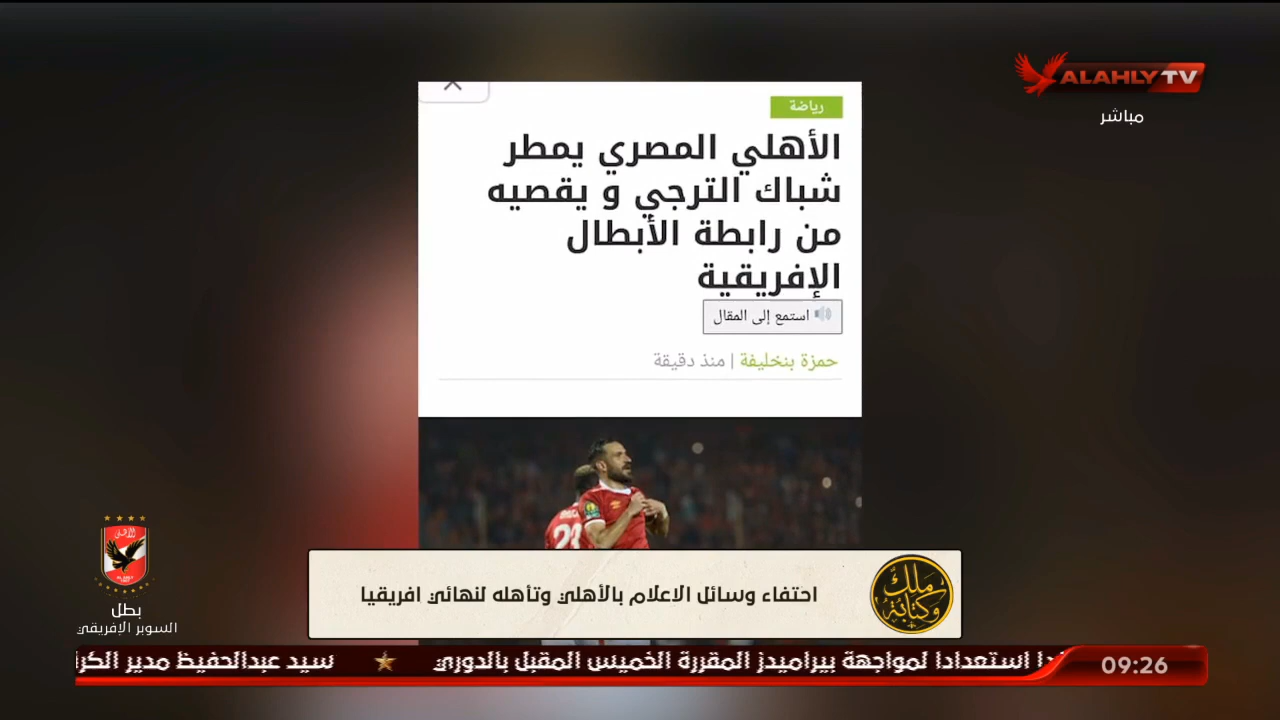 ALAHLY TV
مباشر
رياضة
الأهلي المصري يمطر
شباك الترجي و يقصيه
من رابطة الأبطال
الإفريقية
استمع إلى المقال
حمزة بنخليفة | منذ دقيقة
23
احتفاء وسائل الاعلام بالأهلي وتأهله لنهائي افريقيا
ملك
وكتابة
الأهلي
بطل
السوبر الإفريقي
استعدادا لمواجهة بيراميدز المقررة الخميس المقبل بالدوري
سيد عبدالحفيظ مدير
09:26